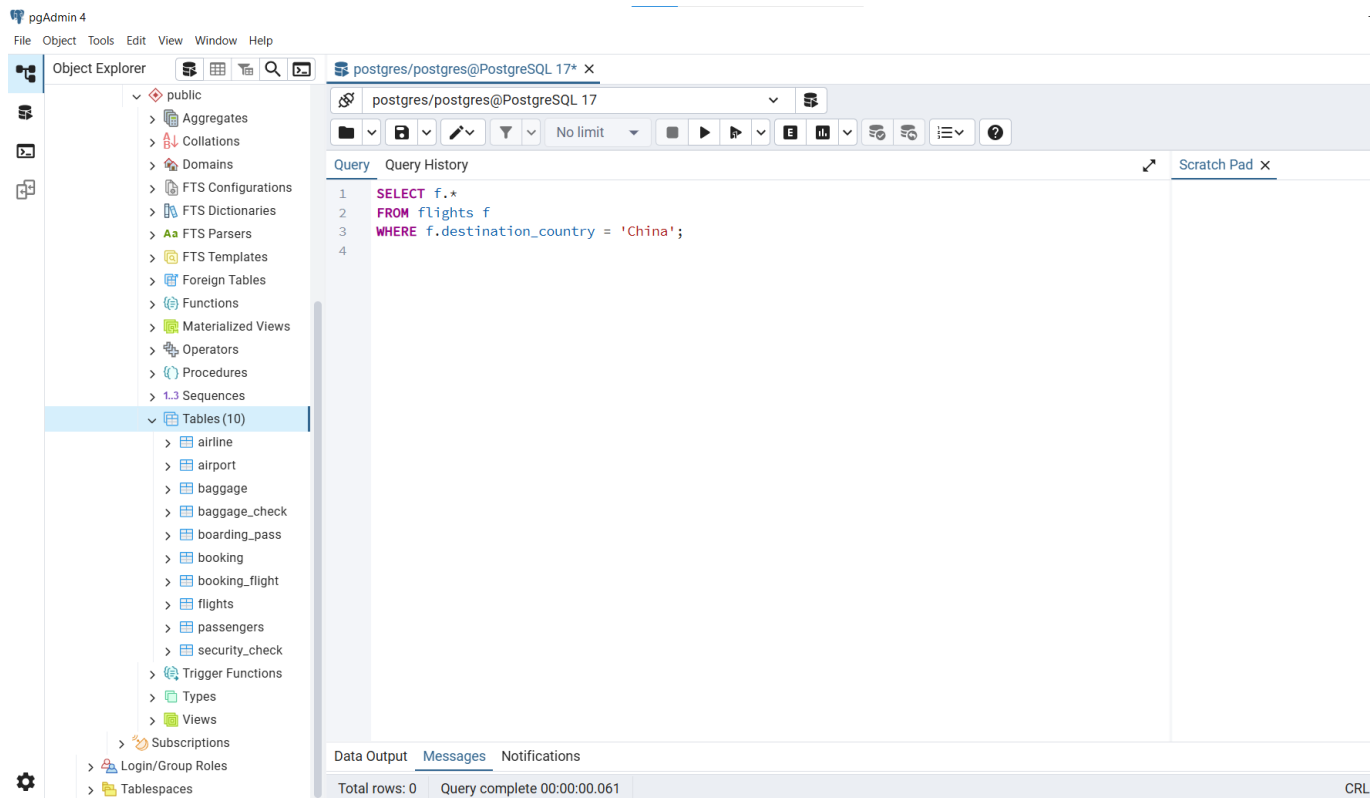 pgAdmin 4
File Object Tools Edit View Window Help
Object Explorer
postgres/postgres@PostgreSQL 17*
public
Aggregates
Collations
Domains
FTS Configurations
FTS Dictionaries
Aa FTS Parsers
FTS Templates
Foreign Tables
Functions
Materialized Views
Operators
Procedures
1..3 Sequences
Tables (10)
airline
airport
baggage
baggage_check
boarding_pass
booking
booking_flight
flights
passengers
security_check
Trigger Functions
Types
Views
Subscriptions
Login/Group Roles
Tablespaces
postgres/postgres@PostgreSQL 17
No limit
E
Query Query History
Scratch Pad
1 SELECT f.*
2 FROM flights f
3 WHERE f.destination_country = 'China';
4
Data Output Messages Notifications
Total rows: 0 Query complete 00:00:00.061
CRL